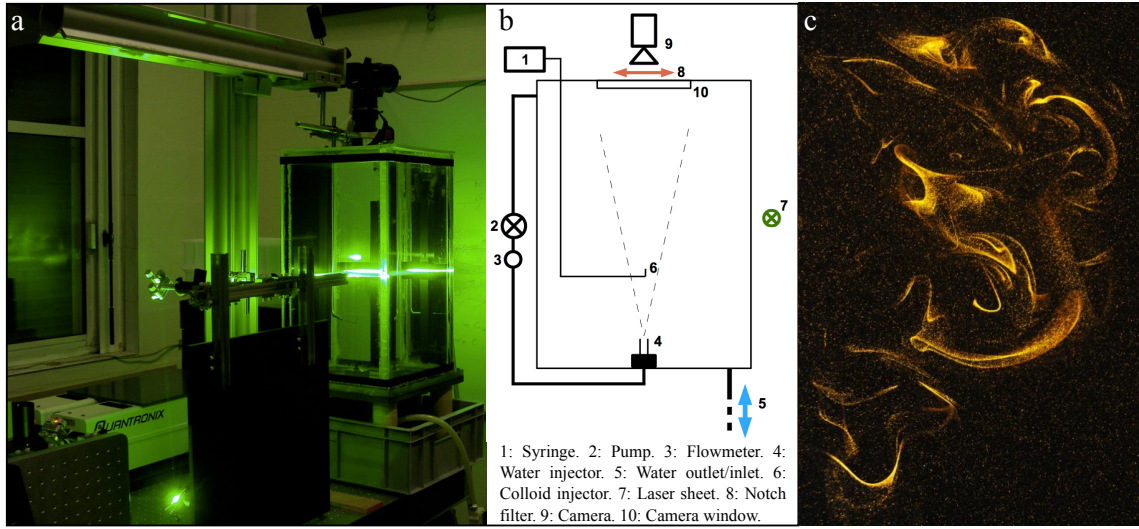 a
QUANTRONIX
b
9
1
8
10
2
7
3
6
4
5
1: Syringe. 2: Pump. 3: Flowmeter. 4:
Water injector. 5: Water outlet/inlet. 6:
Colloid injector. 7: Laser sheet. 8: Notch
filter. 9: Camera. 10: Camera window.
c